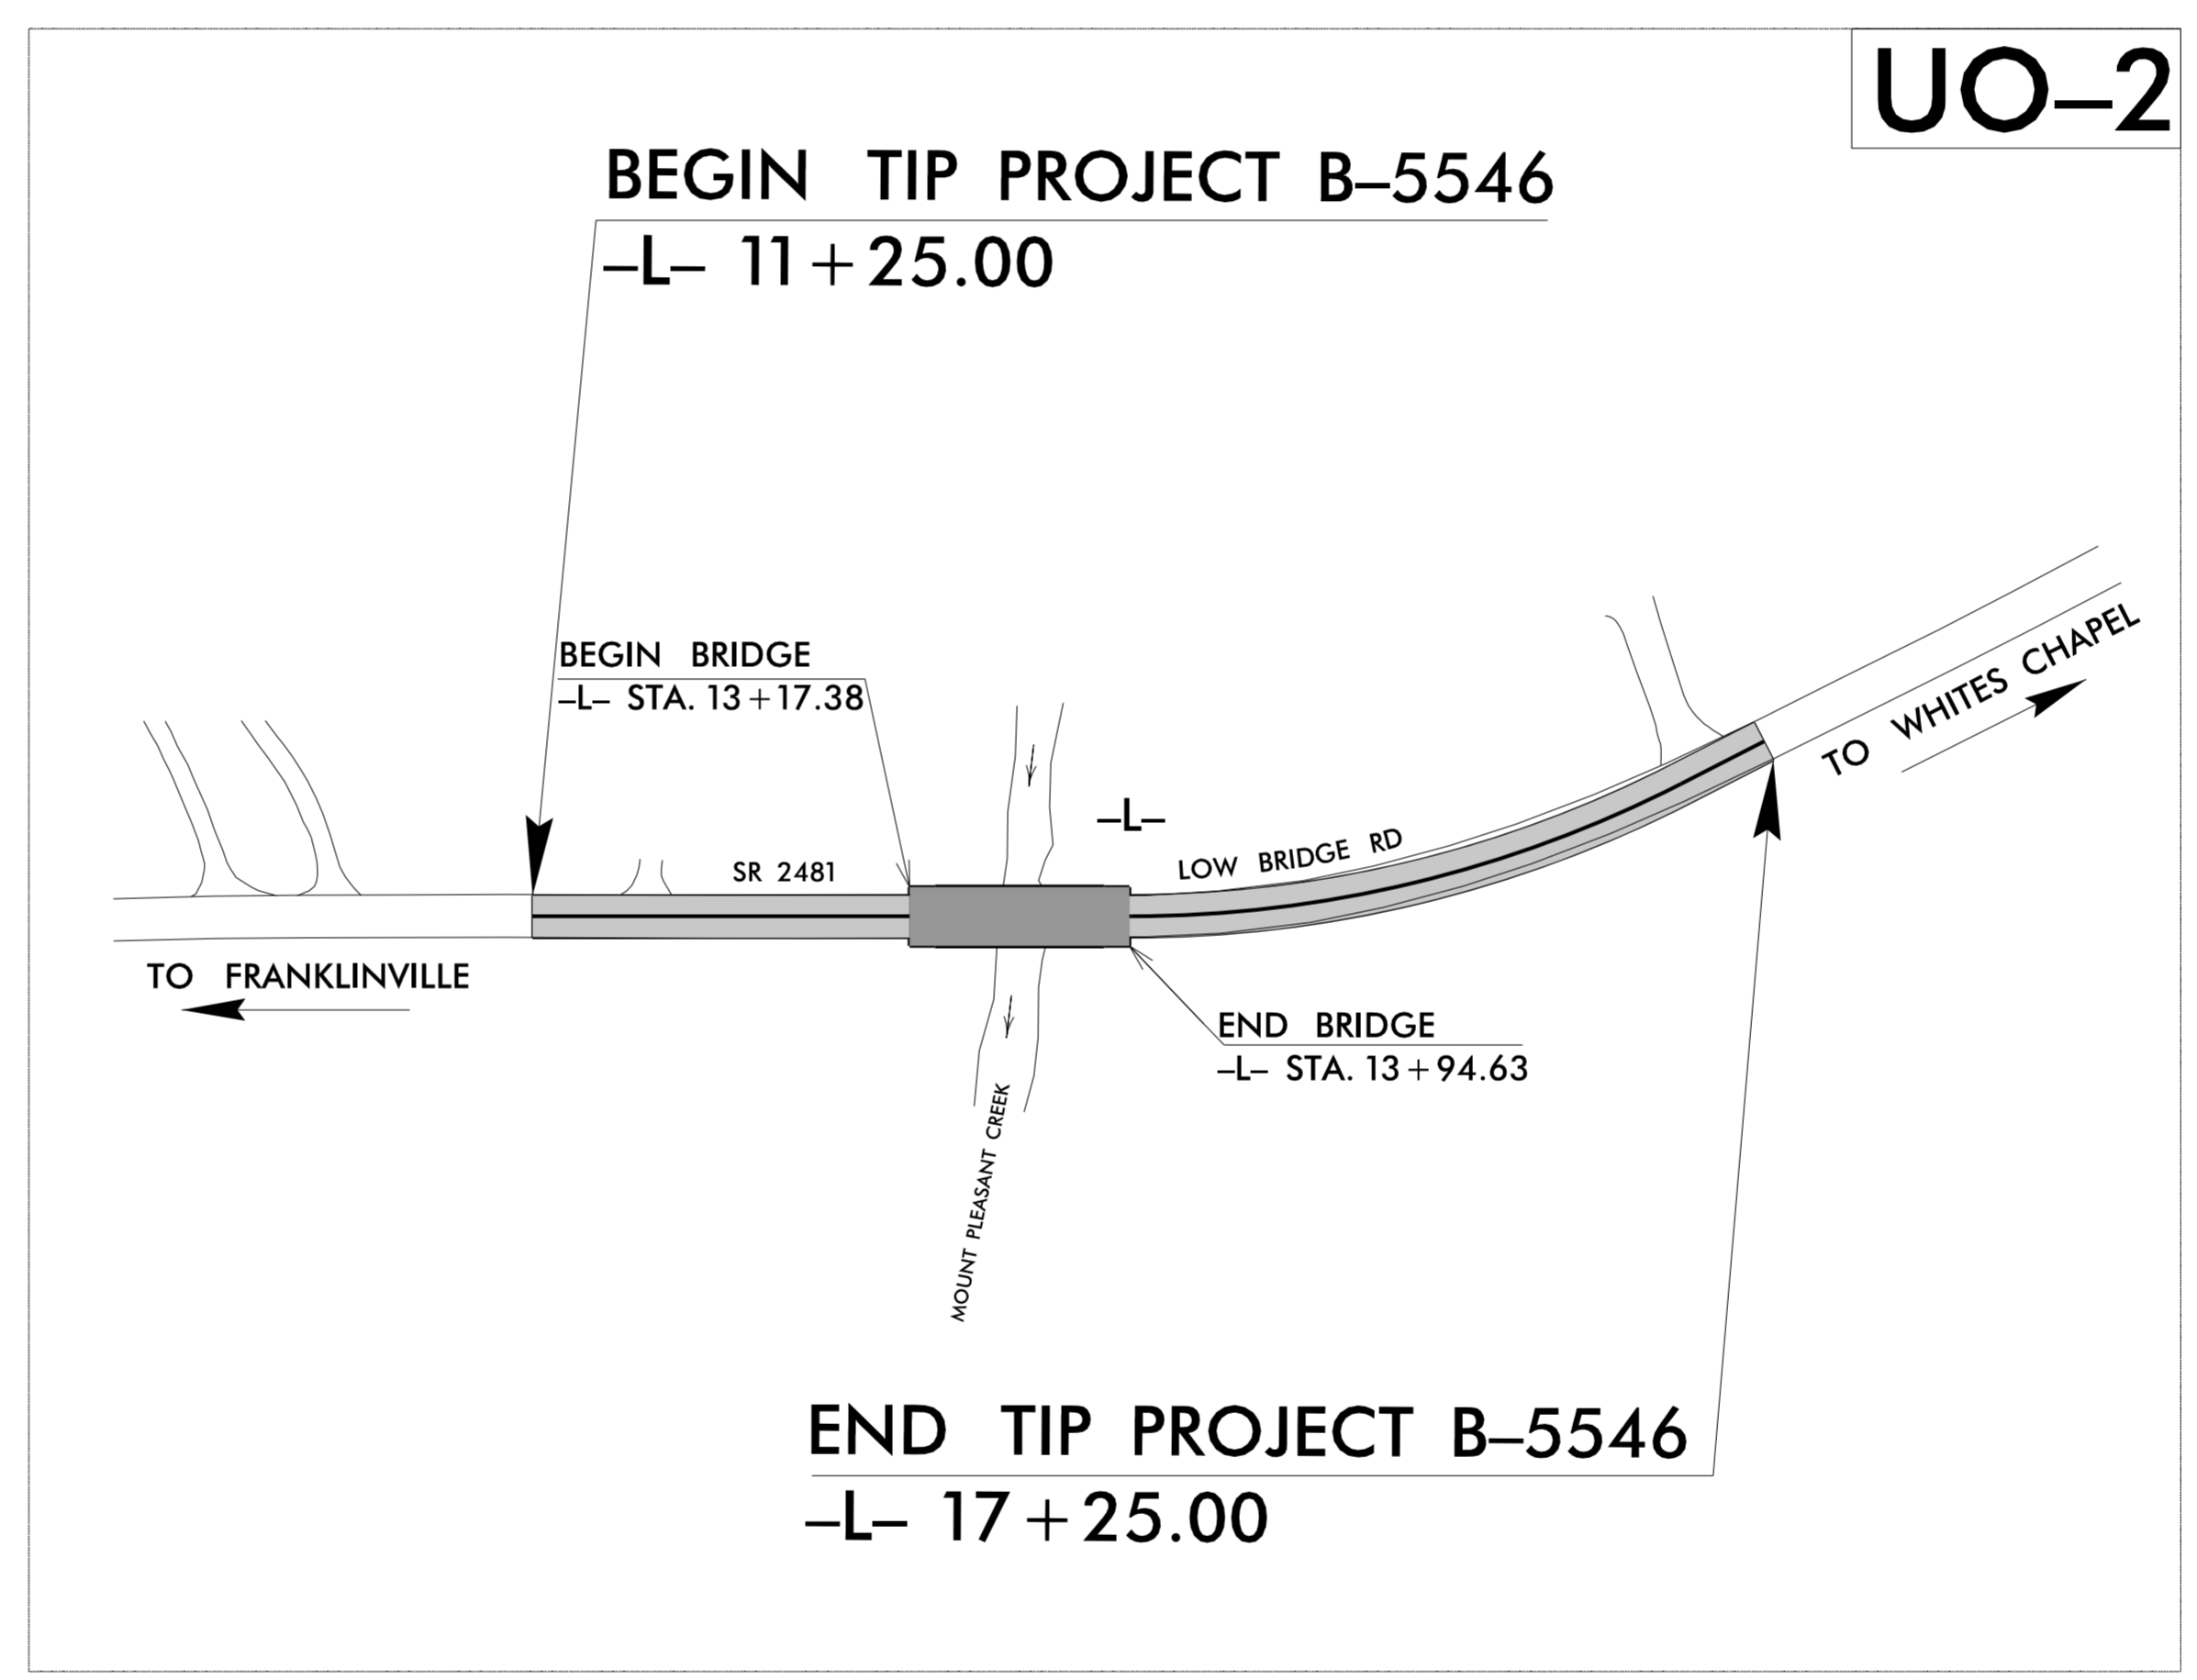 UO–2
BEGIN TIP PROJECT B–5546
–L– 11+25.00
BEGIN BRIDGE
–L– STA. 13+17.38
TO WHITES CHAPEL
–L–
LOW BRIDGE RD
SR 2481
TO FRANKLINVILLE
END BRIDGE
–L– STA. 13+94.63
MOUNT PLEASANT CREEK
END TIP PROJECT B–5546
–L– 17+25.00